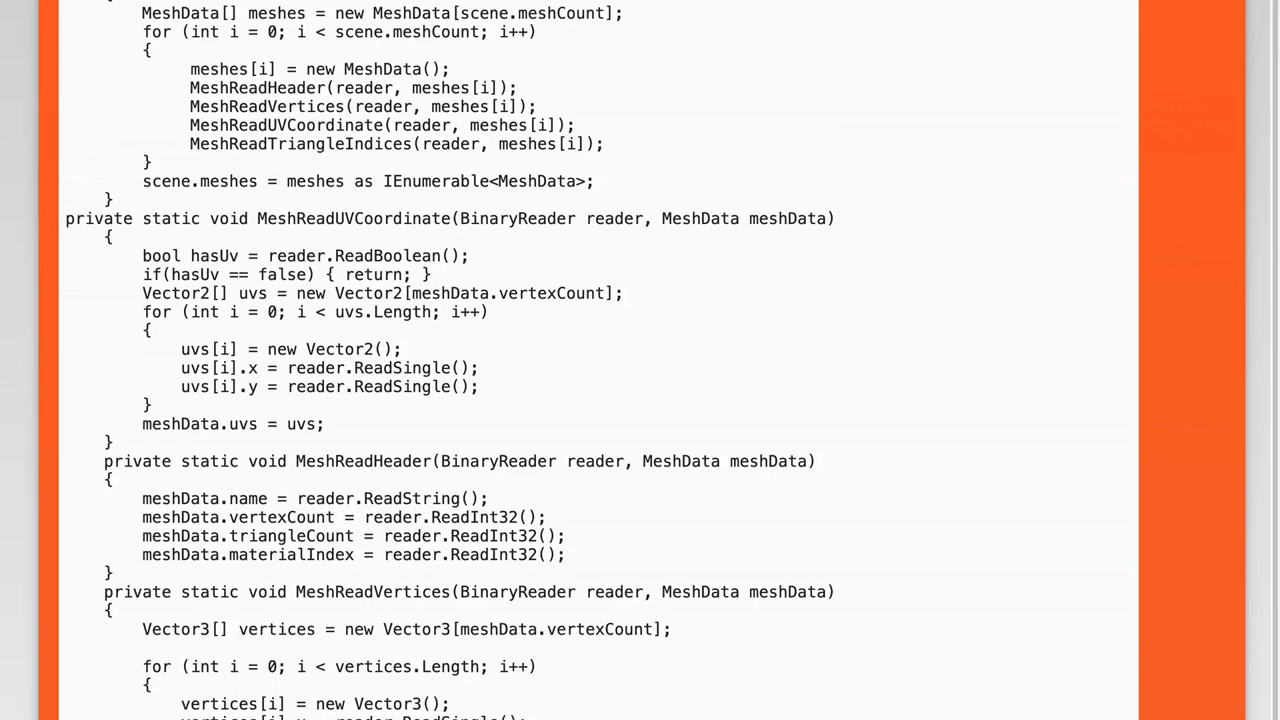 {
MeshData[] meshes = new MeshData[scene.meshCount];
for (int i = 0; i < scene.meshCount; i++)
{
meshes[i] = new MeshData();
MeshReadHeader(reader, meshes[i]);
MeshReadVertices(reader, meshes[i]);
MeshReadUVCoordinate(reader, meshes[i]);
MeshReadTriangleIndices(reader, meshes[i]);
}
scene.meshes = meshes as IEnumerable<MeshData>;
}
private static void MeshReadUVCoordinate(BinaryReader reader, MeshData meshData)
{
bool hasUv = reader.ReadBoolean();
if(hasUv == false) { return; }
Vector2[] uvs = new Vector2[meshData.vertexCount];
for (int i = 0; i < uvs.Length; i++)
{
uvs[i] = new Vector2();
uvs[i].x = reader.ReadSingle();
uvs[i].y = reader.ReadSingle();
}
meshData.uvs = uvs;
}
private static void MeshReadHeader(BinaryReader reader, MeshData meshData)
{
meshData.name = reader.ReadString();
meshData.vertexCount = reader.ReadInt32();
meshData.triangleCount = reader.ReadInt32();
meshData.materialIndex = reader.ReadInt32();
}
private static void MeshReadVertices(BinaryReader reader, MeshData meshData)
{
Vector3[] vertices = new Vector3[meshData.vertexCount];
for (int i = 0; i < vertices.Length; i++)
{
vertices[i] = new Vector3();